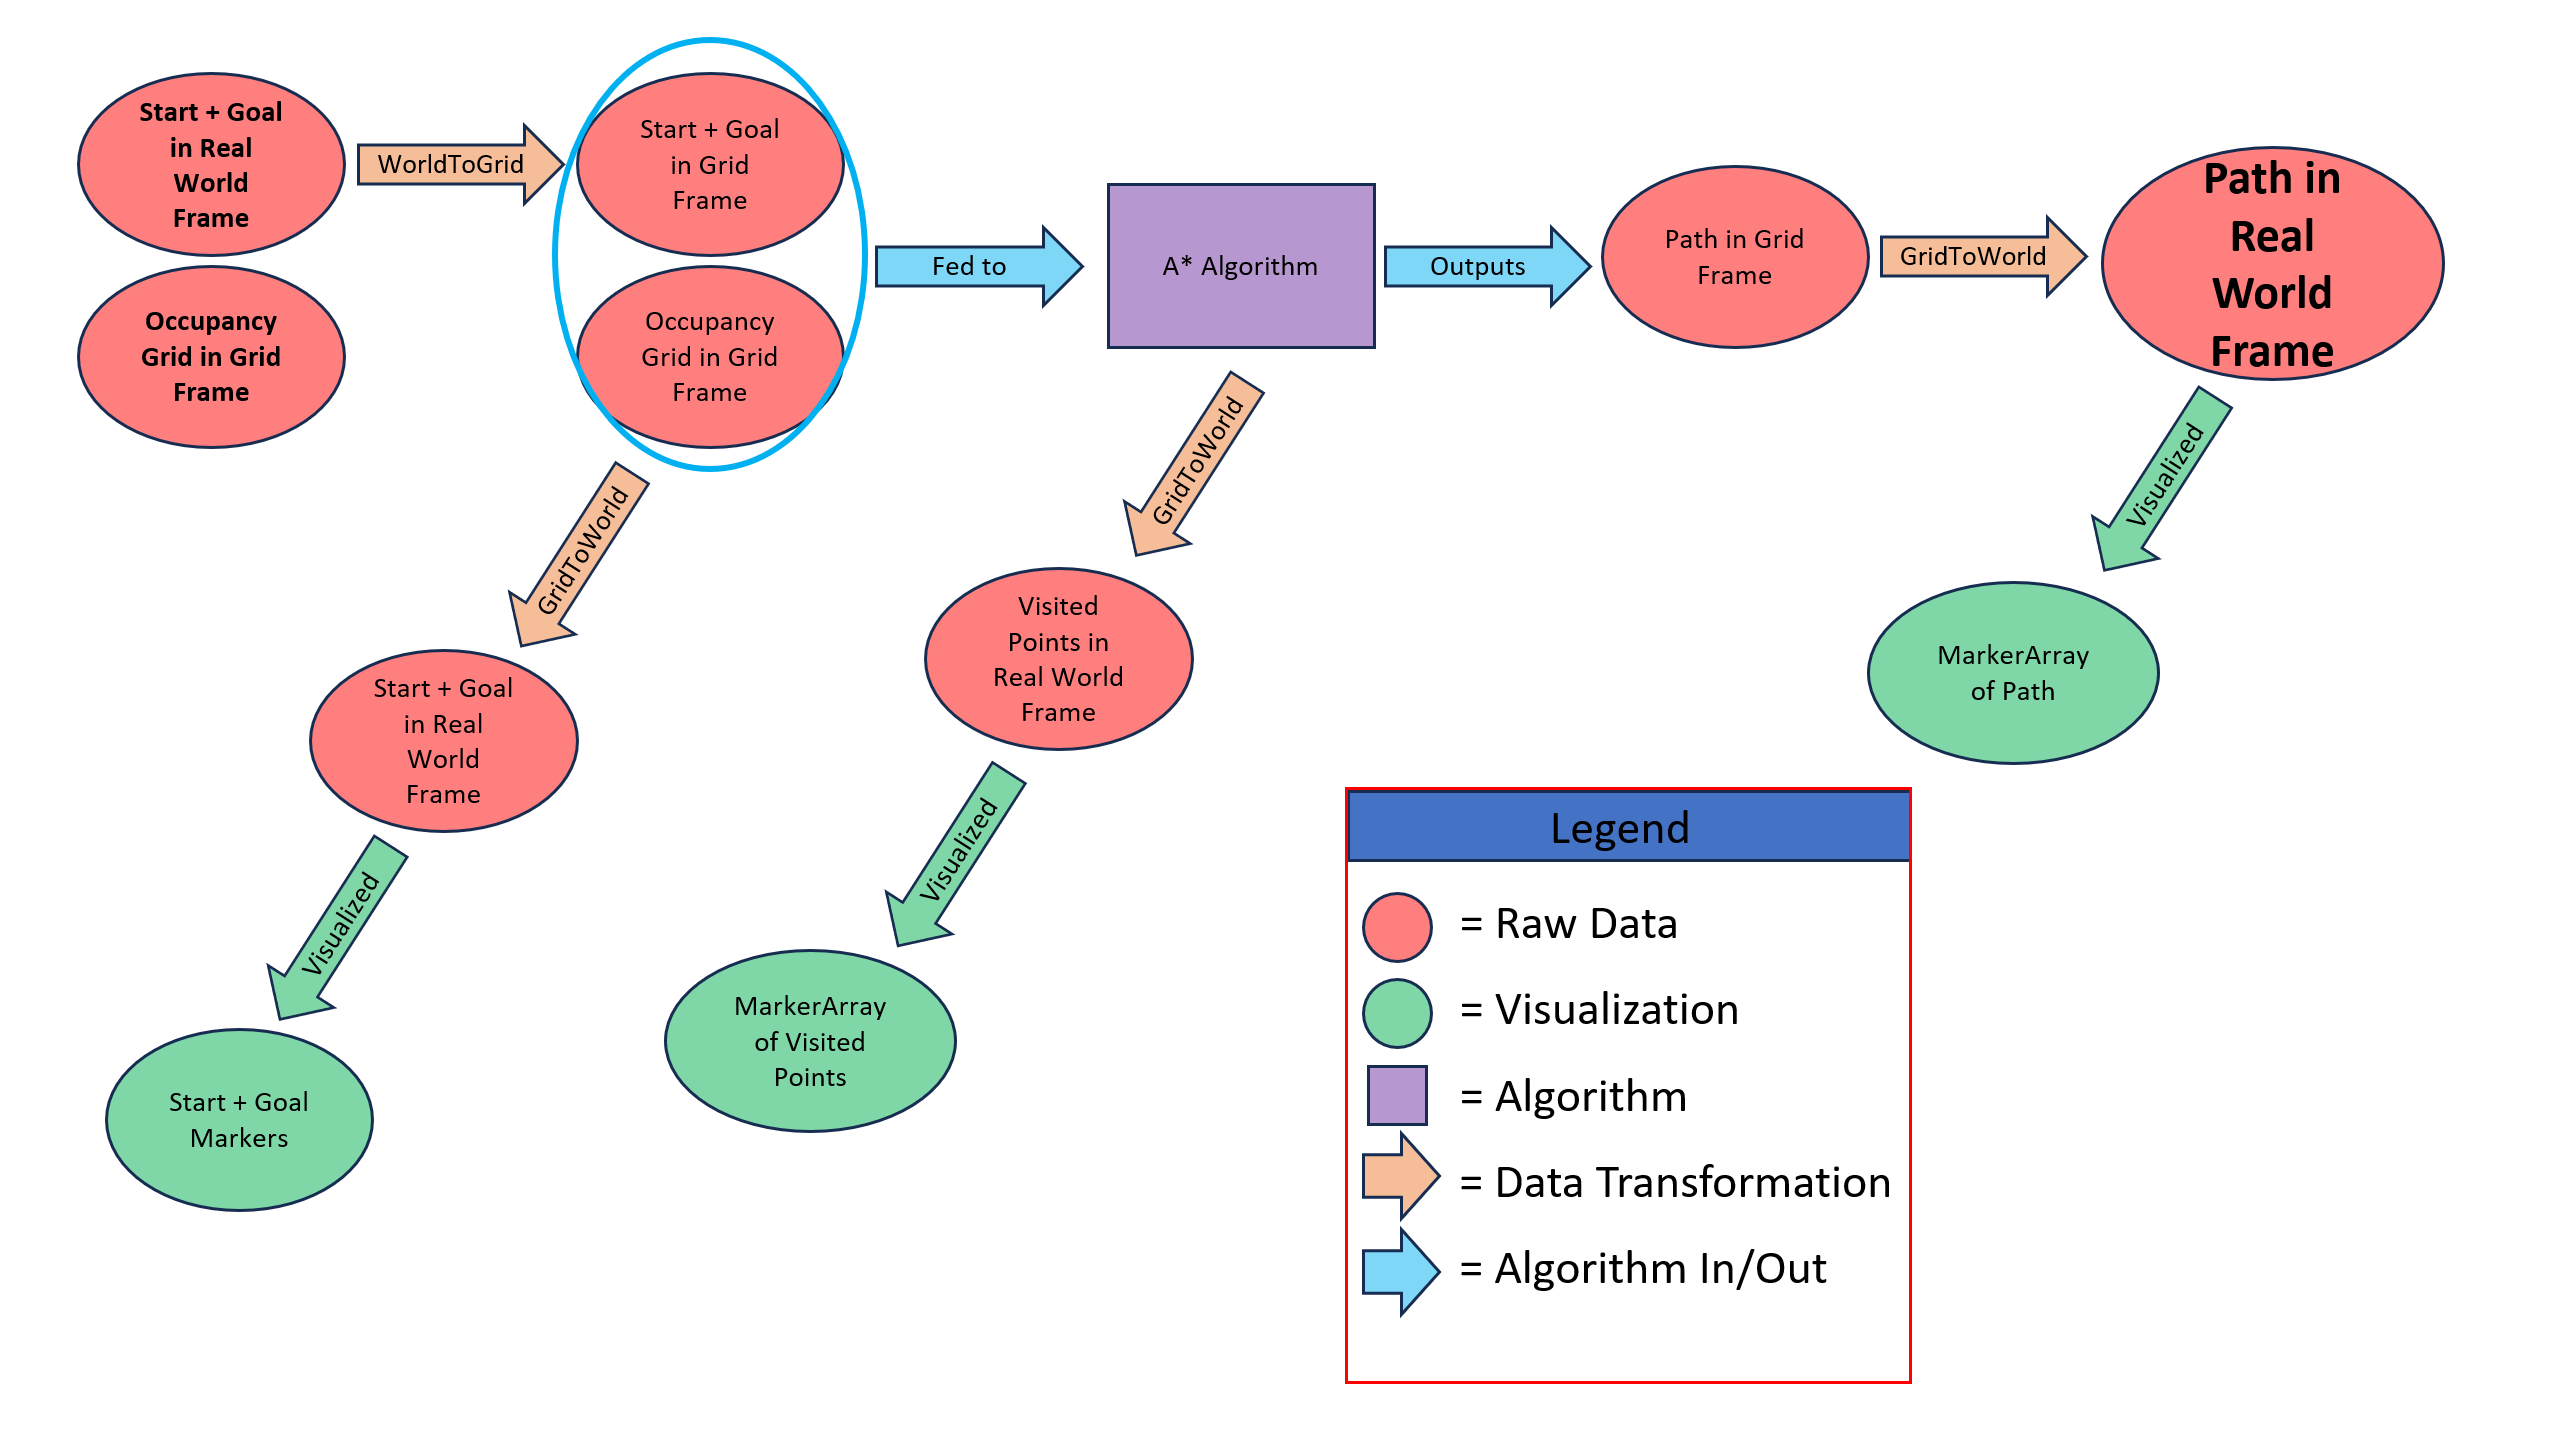 Start + Goal
in Real
World
Frame
WorldToGrid
Start + Goal
in Grid
Frame
Occupancy
Grid in Grid
Frame
Occupancy
Grid in Grid
Frame
Fed to
A* Algorithm
Outputs
Path in Grid
Frame
GridToWorld
Path in
Real
World
Frame
GridToWorld
GridToWorld
Visualized
Start + Goal
in Real
World
Frame
Visited
Points in
Real World
Frame
MarkerArray
of Path
Visualized
Visualized
Start + Goal
Markers
MarkerArray
of Visited
Points
Legend
= Raw Data
= Visualization
= Algorithm
= Data Transformation
= Algorithm In/Out